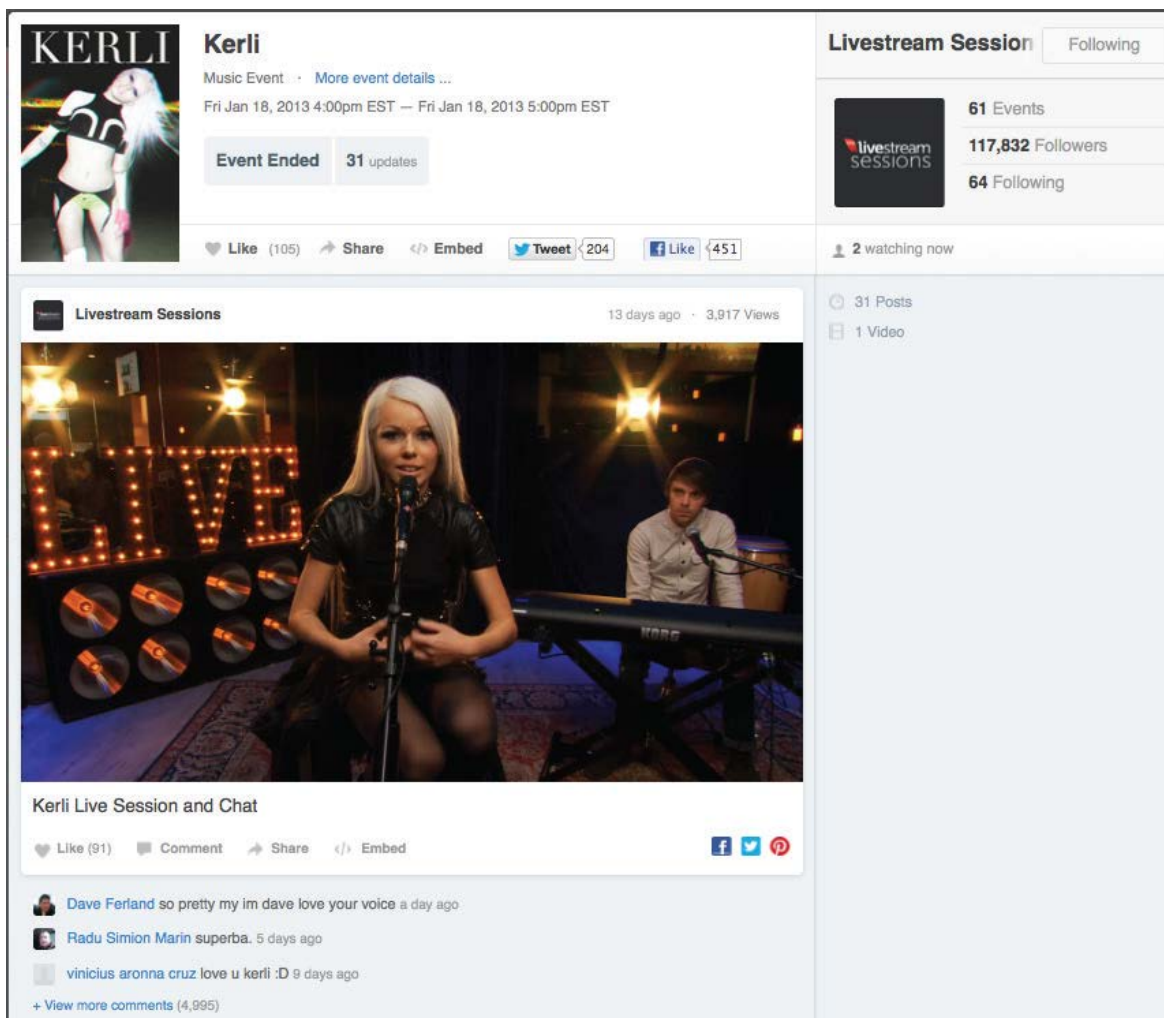 KERLI
Kerli
Music Event · More event details ...
Fri Jan 18, 2013 4:00pm EST — Fri Jan 18, 2013 5:00pm EST
Event Ended 31 updates
Like (105) Share </> Embed Tweet 204 Like 451
Livestream Session Following
livestream
sessions
61 Events
117,832 Followers
64 Following
2 watching now
Livestream Sessions 13 days ago · 3,917 Views
LIVE
KORG
Kerli Live Session and Chat
Like (91) Comment Share </> Embed
Dave Ferland so pretty my im dave love your voice a day ago
Radu Simion Marin superba. 5 days ago
vinicius aronna cruz love u kerli :D 9 days ago
+ View more comments (4,995)
31 Posts
1 Video